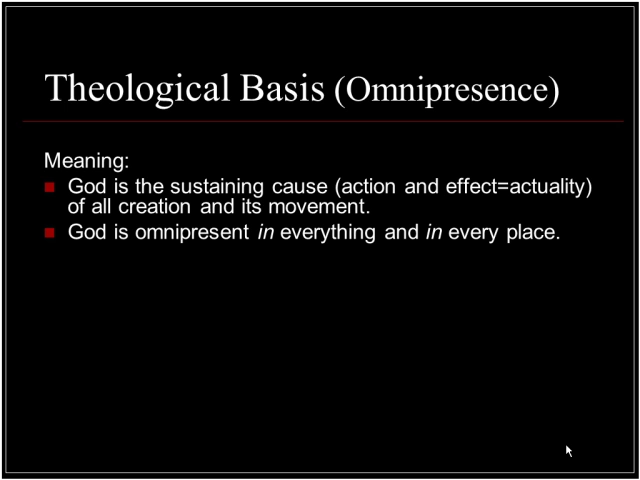 Theological Basis (Omnipresence)
Meaning:
God is the sustaining cause (action and effect=actuality)
of all creation and its movement.
God is omnipresent in everything and in every place.